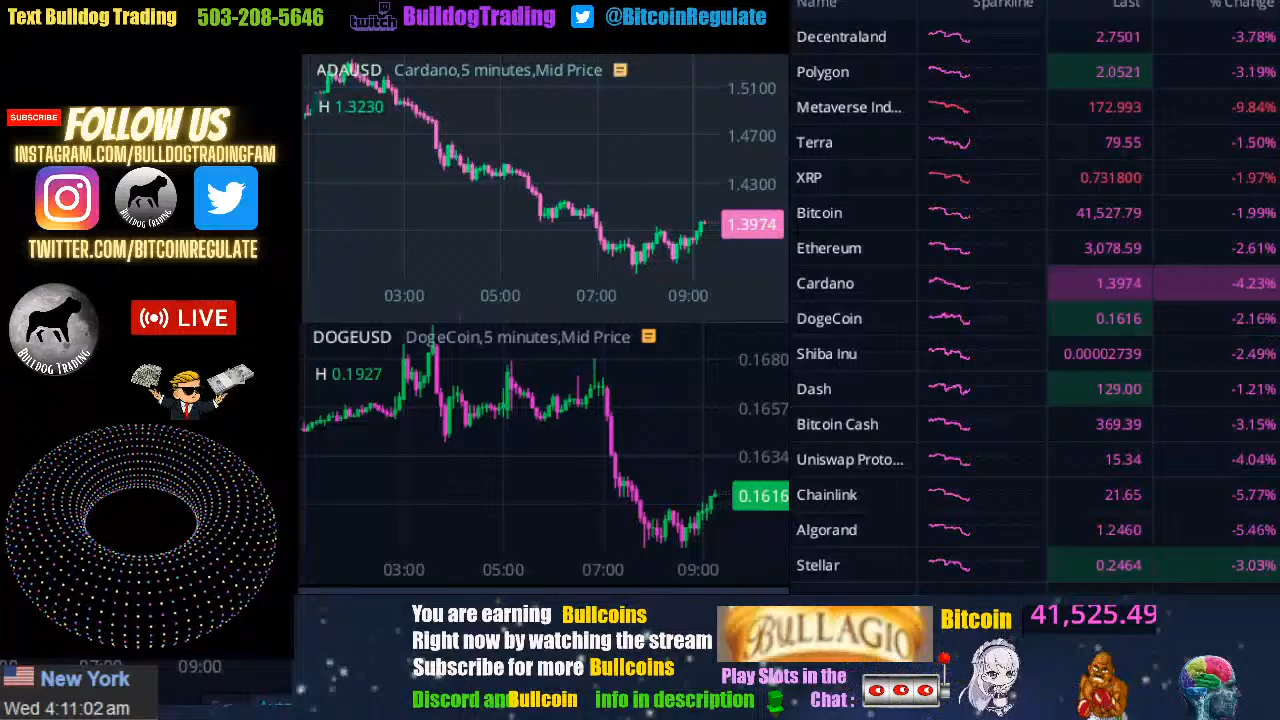 Text Bulldog Trading 503-208-5646 twitch BulldogTrading @BitcoinRegulate
SUBSCRIBE FOLLOW US
INSTAGRAM.COM/BULLDOGTRADINGFAM
BULLDOG TRADING
TWITTER.COM/BITCOINREGULATE
BULLDOG TRADING
LIVE
ADAUSD Cardano,5 minutes,Mid Price
H 1.3230
1.5100
1.4700
1.4300
1.3974
03:00 05:00 07:00 09:00
DOGEUSD DogeCoin,5 minutes,Mid Price
H 0.1927
0.1680
0.1657
0.1634
0.1616
03:00 05:00 07:00 09:00
Name Sparkline Last % Change
Decentraland 2.7501 -3.78%
Polygon 2.0521 -3.19%
Metaverse Ind... 172.993 -9.84%
Terra 79.55 -1.50%
XRP 0.731800 -1.97%
Bitcoin 41,527.79 -1.99%
Ethereum 3,078.59 -2.61%
Cardano 1.3974 -4.23%
DogeCoin 0.1616 -2.16%
Shiba Inu 0.00002739 -2.49%
Dash 129.00 -1.21%
Bitcoin Cash 369.39 -3.15%
Uniswap Proto... 15.34 -4.04%
Chainlink 21.65 -5.77%
Algorand 1.2460 -5.46%
Stellar 0.2464 -3.03%
07:00 09:00
New York
Wed 4:11:02 am
You are earning Bullcoins
Right now by watching the stream
Subscribe for more Bullcoins
Discord and Bullcoin info in description
BULLAGIO
Play Slots in the
Chat :
Bitcoin 41,525.49